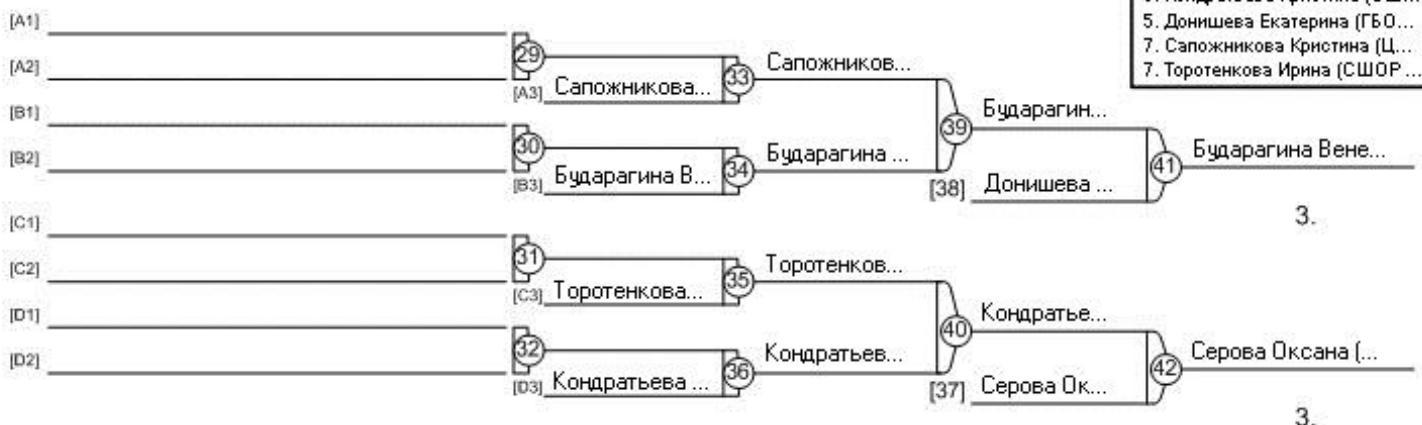 5. Донишева Екатерина (ГБО...
7. Сапожникова Кристина (Ц...
7. Торотенкова Ирина (СШОР ...
[A1]
[A2]
29
[A3] Сапожникова...
33
Сапожников...
[B1]
[B2]
30
[B3] Бударагина В...
34
Бударагина ...
39
Бударагин...
[38] Донишева ...
41
Бударагина Вене...
3.
[C1]
[C2]
31
[C3] Торотенкова...
35
Торотенков...
[D1]
[D2]
32
[D3] Кондратьева ...
36
Кондратьев...
40
Кондратье...
[37] Серова Ок...
42
Серова Оксана (...
3.